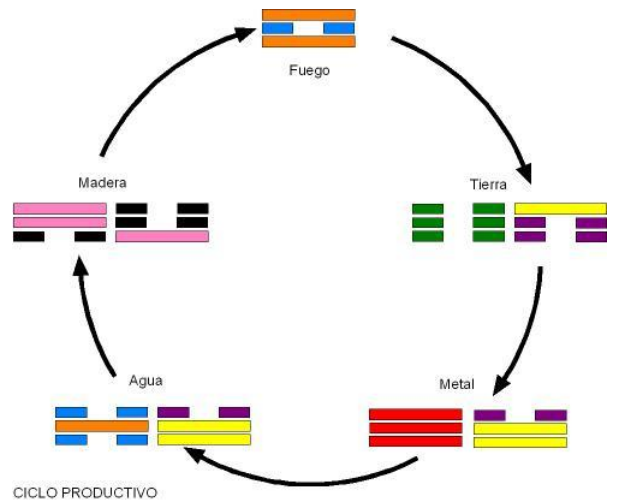 Fuego
Madera
Tierra
Agua
Metal
CICLO PRODUCTIVO